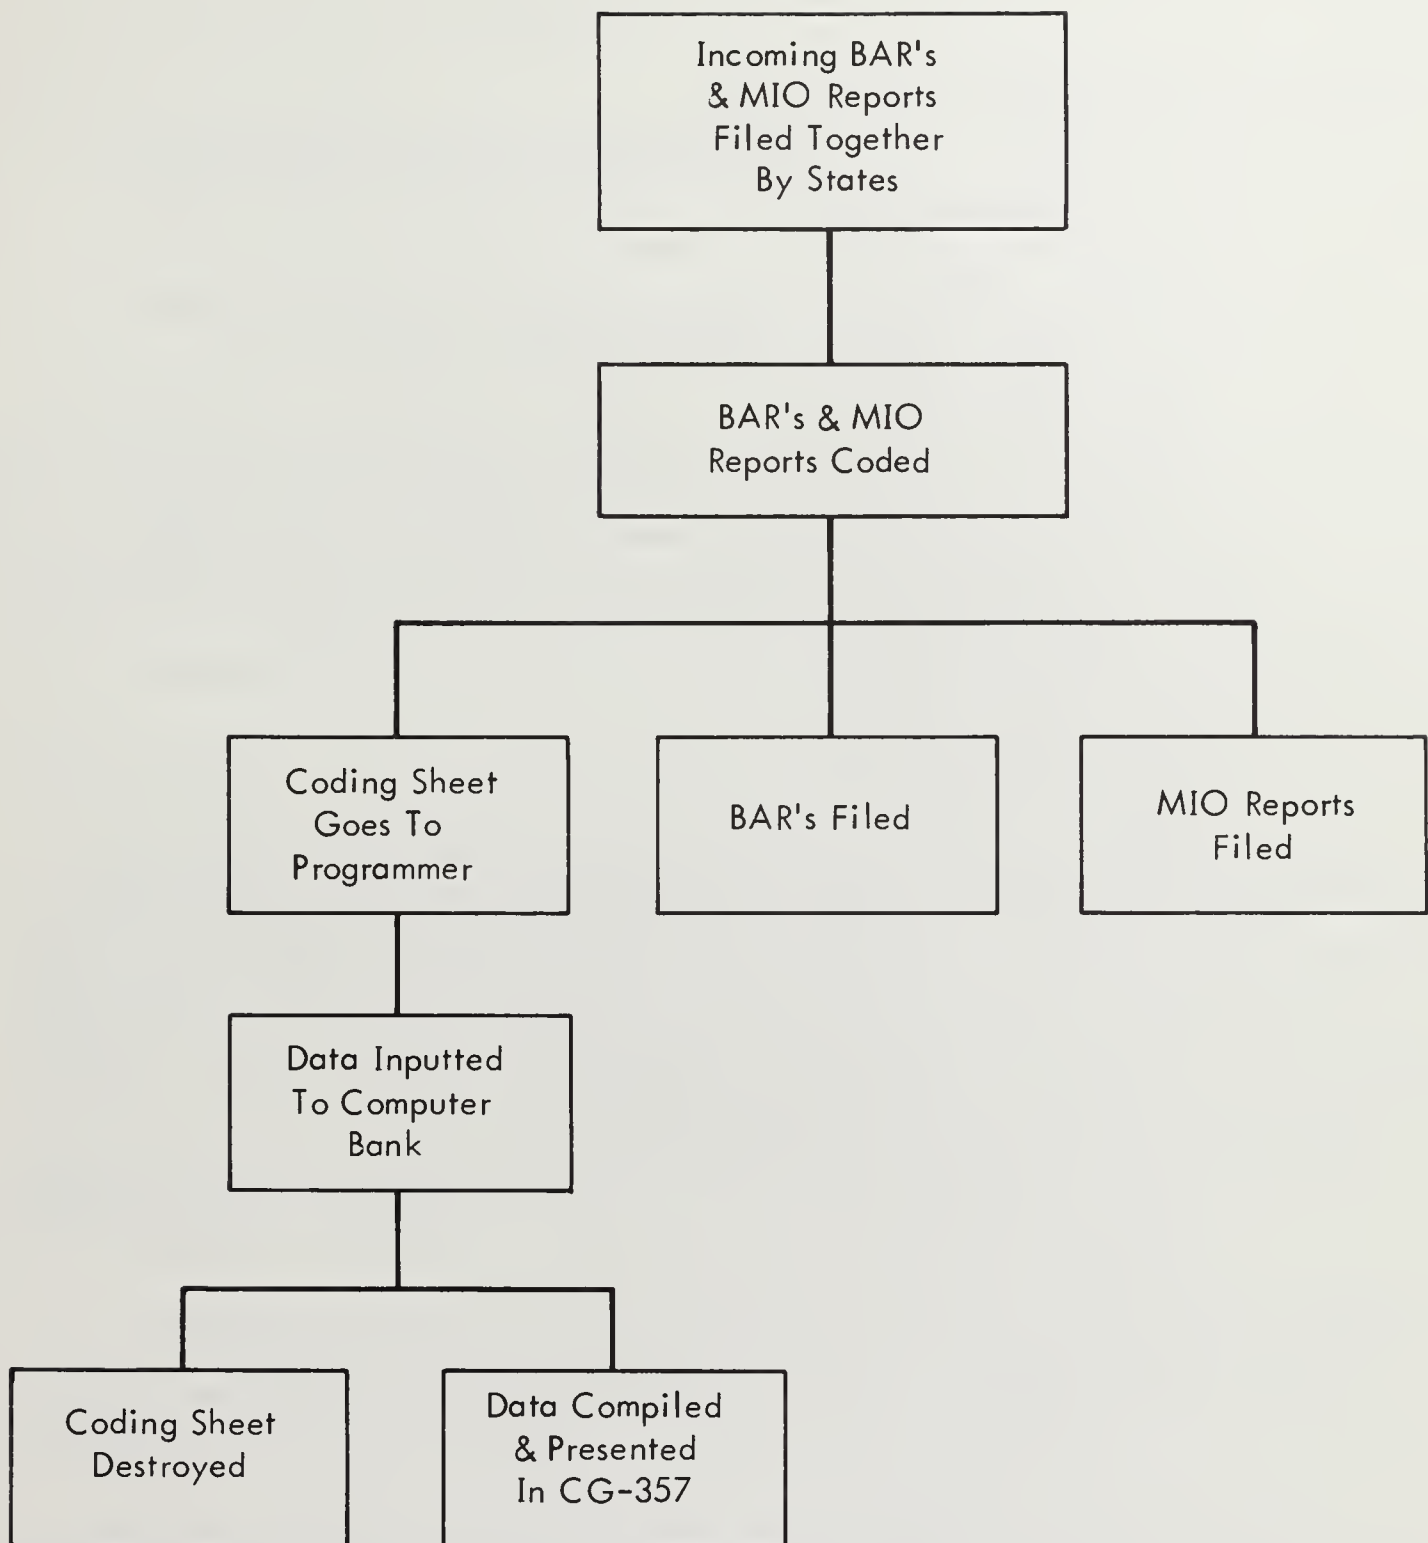 Incoming BAR's
& MIO Reports
Filed Together
By States
BAR's & MIO
Reports Coded
Coding Sheet
Goes To
Programmer
BAR's Filed
MIO Reports
Filed
Data Inputted
To Computer
Bank
Coding Sheet
Destroyed
Data Compiled
& Presented
In CG-357